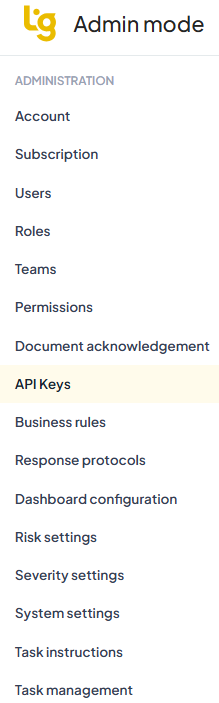 Admin mode
ADMINISTRATION
Account
Subscription
Users
Roles
Teams
Permissions
Document acknowledgement
API Keys
Business rules
Response protocols
Dashboard configuration
Risk settings
Severity settings
System settings
Task instructions
Task management